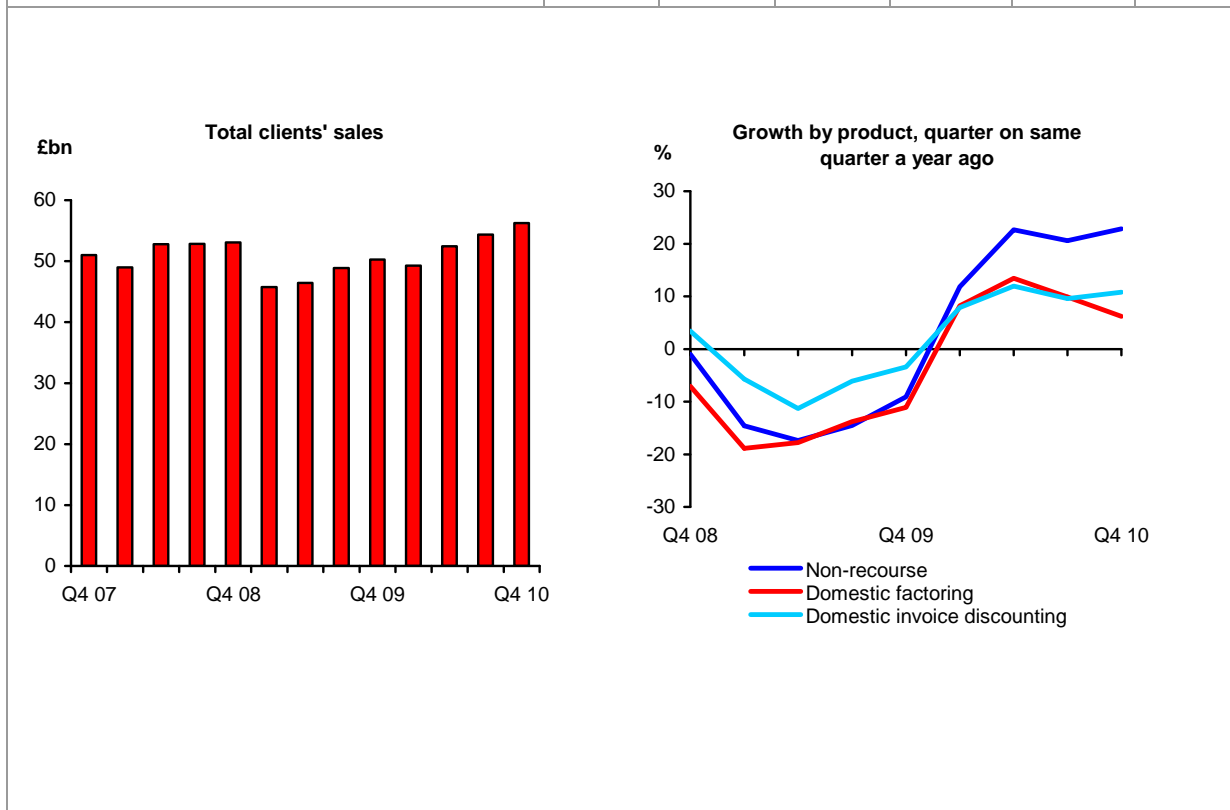 Total clients' sales
£bn
60
50
40
30
20
10
0
Q4 07
Q4 08
Q4 09
Q4 10
Growth by product, quarter on same
quarter a year ago
%
30
20
10
0
-10
-20
-30
Q4 08
Q4 09
Q4 10
Non-recourse
Domestic factoring
Domestic invoice discounting